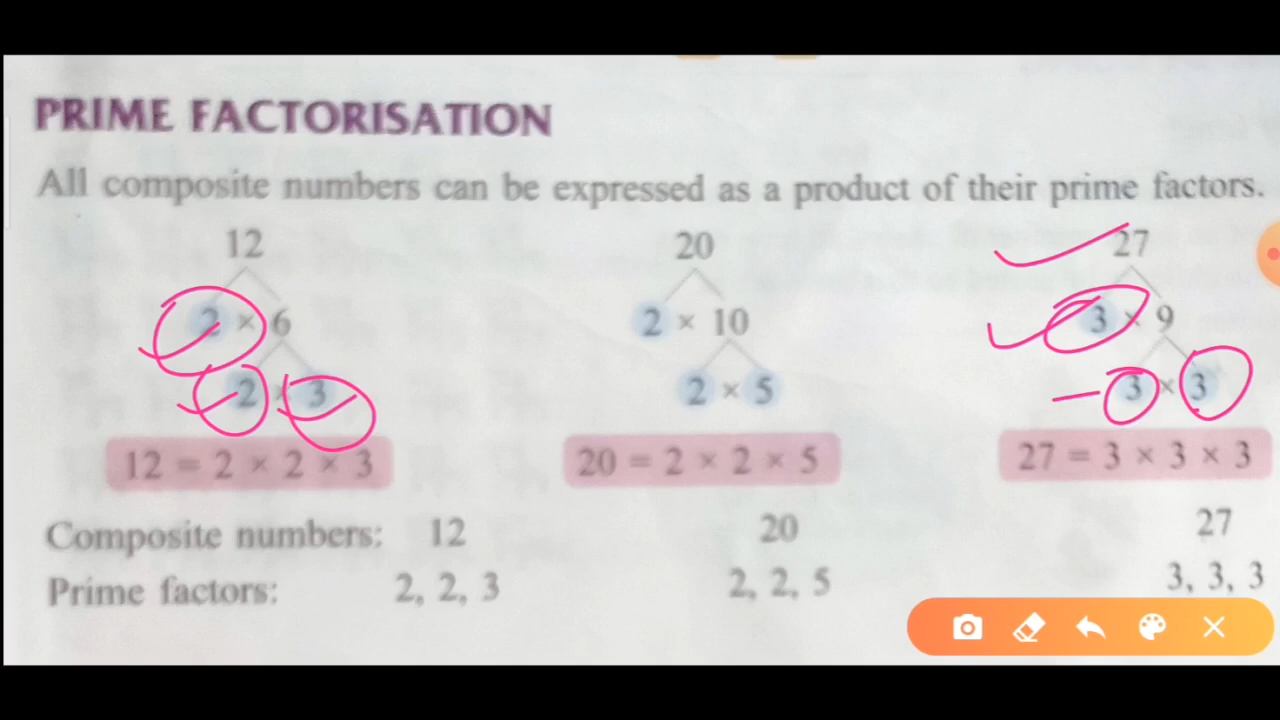 PRIME FACTORISATION
All composite numbers can be expressed as a product of their prime factors.
12 20 27
2 × 6 2 × 10 3 × 9
2 × 3 2 × 5 3 × 3
12 = 2 × 2 × 3 20 = 2 × 2 × 5 27 = 3 × 3 × 3
Composite numbers: 12 20 27
Prime factors: 2, 2, 3 2, 2, 5 3, 3, 3